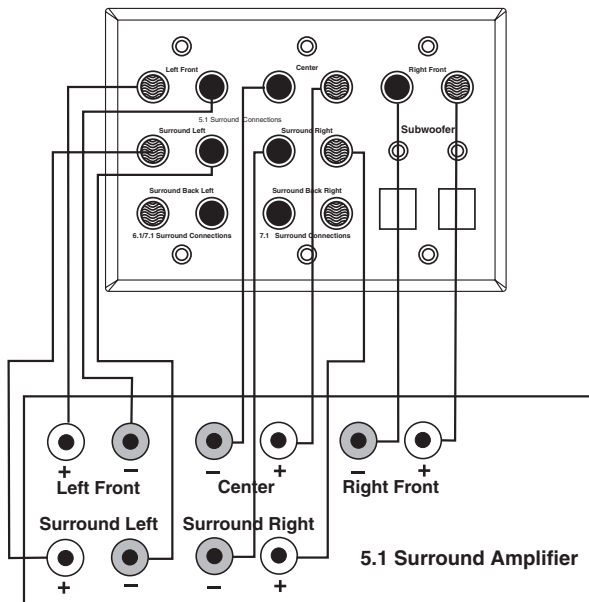 Left Front
Center
Right Front
5.1 Surround Connections
Surround Left
Surround Right
Subwoofer
Surround Back Left
Surround Back Right
6.1/7.1 Surround Connections
7.1 Surround Connections
+ −
− +
− +
Left Front
Center
Right Front
Surround Left
Surround Right
5.1 Surround Amplifier
+ −
− +